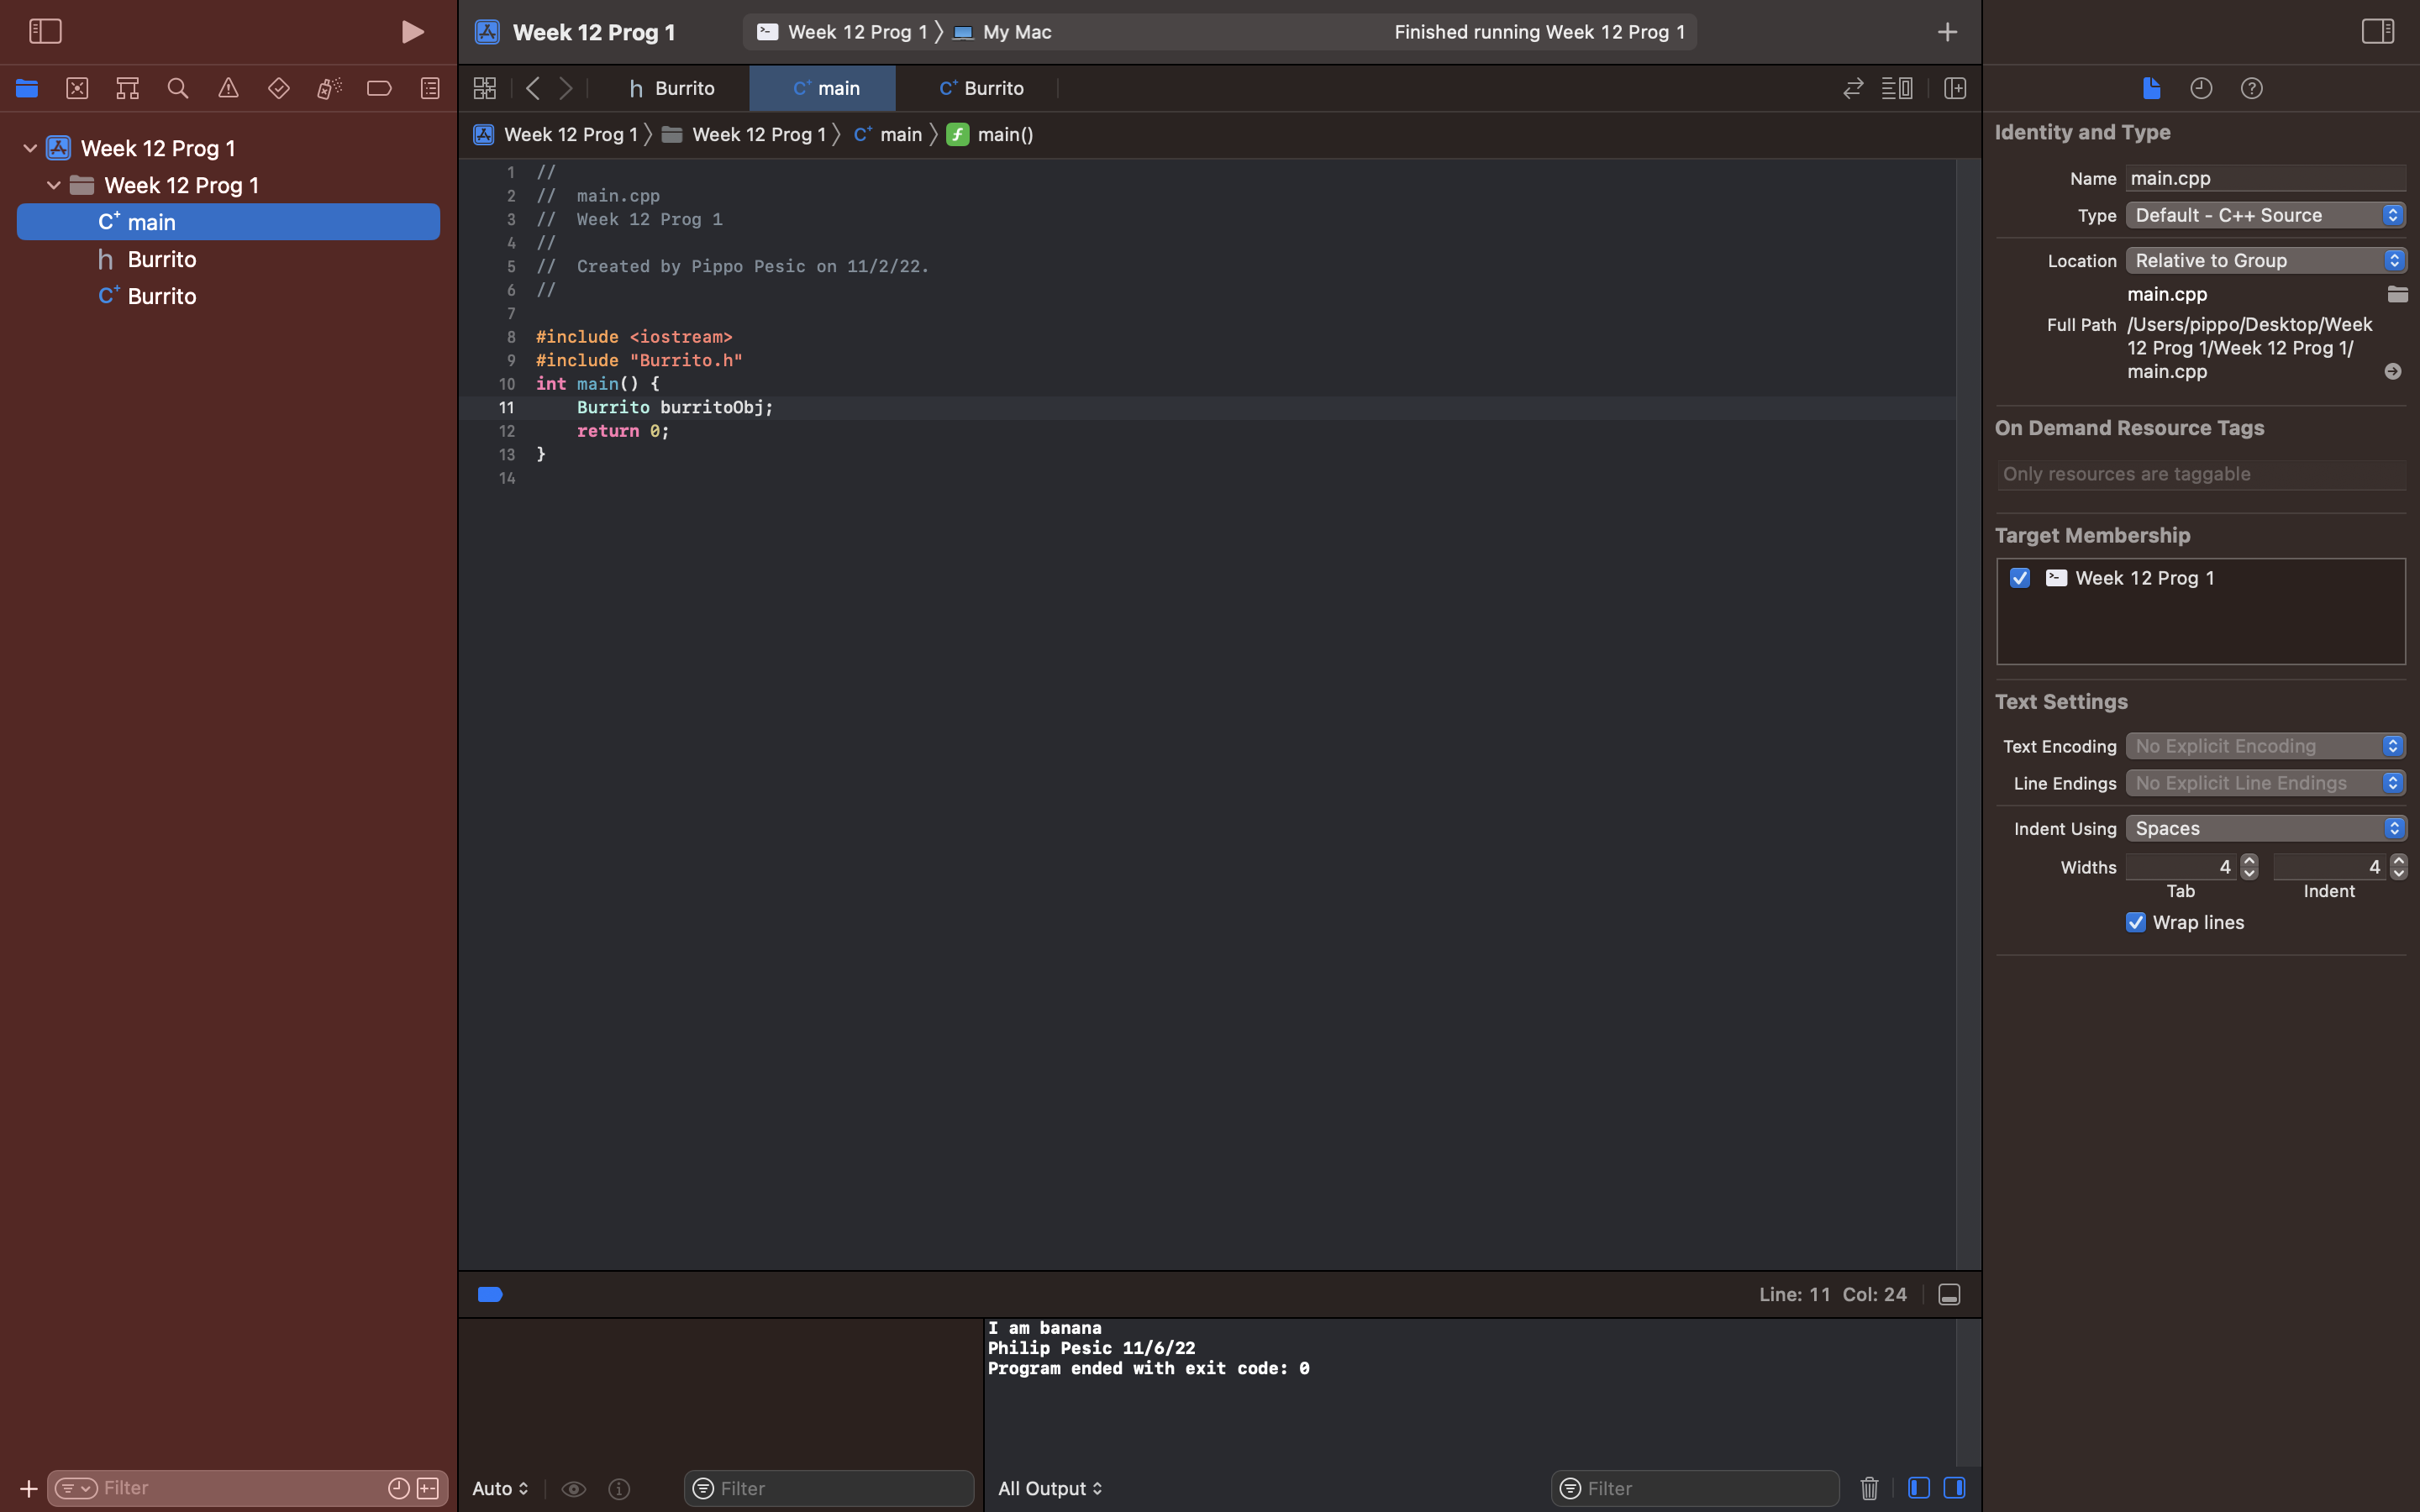 Week 12 Prog 1
Week 12 Prog 1
main
Burrito
Burrito
Filter
Week 12 Prog 1
Week 12 Prog 1 My Mac
Finished running Week 12 Prog 1
h Burrito
C+ main
C+ Burrito
Week 12 Prog 1 Week 12 Prog 1 C+ main f main()
1 //
2 //  main.cpp
3 //  Week 12 Prog 1
4 //
5 //  Created by Pippo Pesic on 11/2/22.
6 //
7
8 #include <iostream>
9 #include "Burrito.h"
10 int main() {
11     Burrito burritoObj;
12     return 0;
13 }
14
Line: 11 Col: 24
I am banana
Philip Pesic 11/6/22
Program ended with exit code: 0
Auto
Filter
All Output
Filter
Identity and Type
Name main.cpp
Type Default - C++ Source
Location Relative to Group
main.cpp
Full Path /Users/pippo/Desktop/Week
12 Prog 1/Week 12 Prog 1/
main.cpp
On Demand Resource Tags
Only resources are taggable
Target Membership
Week 12 Prog 1
Text Settings
Text Encoding No Explicit Encoding
Line Endings No Explicit Line Endings
Indent Using Spaces
Widths 4 4
Tab Indent
Wrap lines